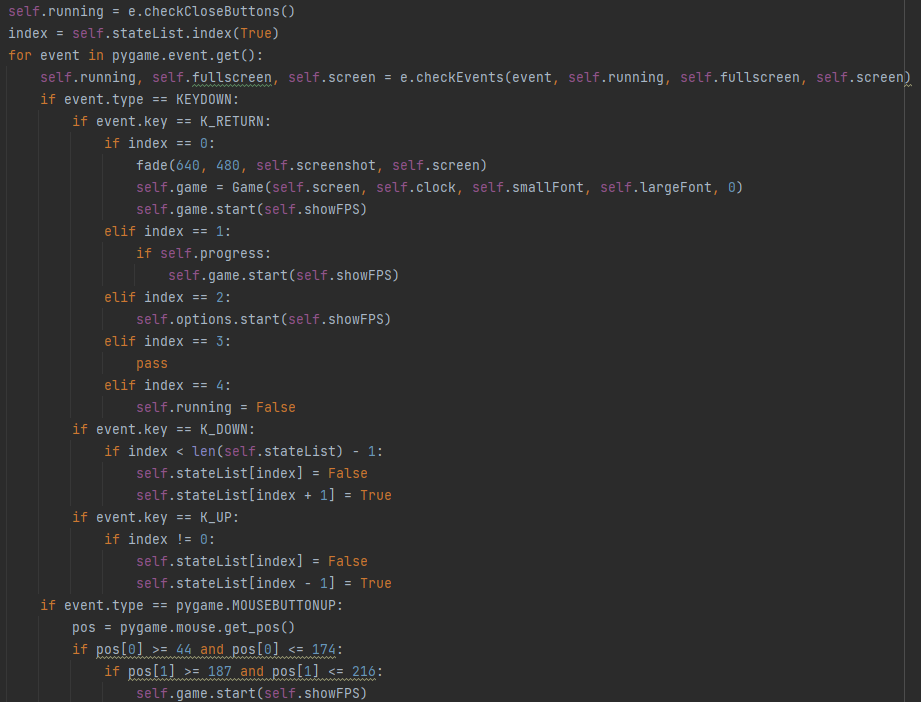 self.running = e.checkCloseButtons()
index = self.stateList.index(True)
for event in pygame.event.get():
    self.running, self.fullscreen, self.screen = e.checkEvents(event, self.running, self.fullscreen, self.screen)
    if event.type == KEYDOWN:
        if event.key == K_RETURN:
            if index == 0:
                fade(640, 480, self.screenshot, self.screen)
                self.game = Game(self.screen, self.clock, self.smallFont, self.largeFont, 0)
                self.game.start(self.showFPS)
            elif index == 1:
                if self.progress:
                    self.game.start(self.showFPS)
            elif index == 2:
                self.options.start(self.showFPS)
            elif index == 3:
                pass
            elif index == 4:
                self.running = False
        if event.key == K_DOWN:
            if index < len(self.stateList) - 1:
                self.stateList[index] = False
                self.stateList[index + 1] = True
        if event.key == K_UP:
            if index != 0:
                self.stateList[index] = False
                self.stateList[index - 1] = True
    if event.type == pygame.MOUSEBUTTONUP:
        pos = pygame.mouse.get_pos()
        if pos[0] >= 44 and pos[0] <= 174:
            if pos[1] >= 187 and pos[1] <= 216:
                self.game.start(self.showFPS)